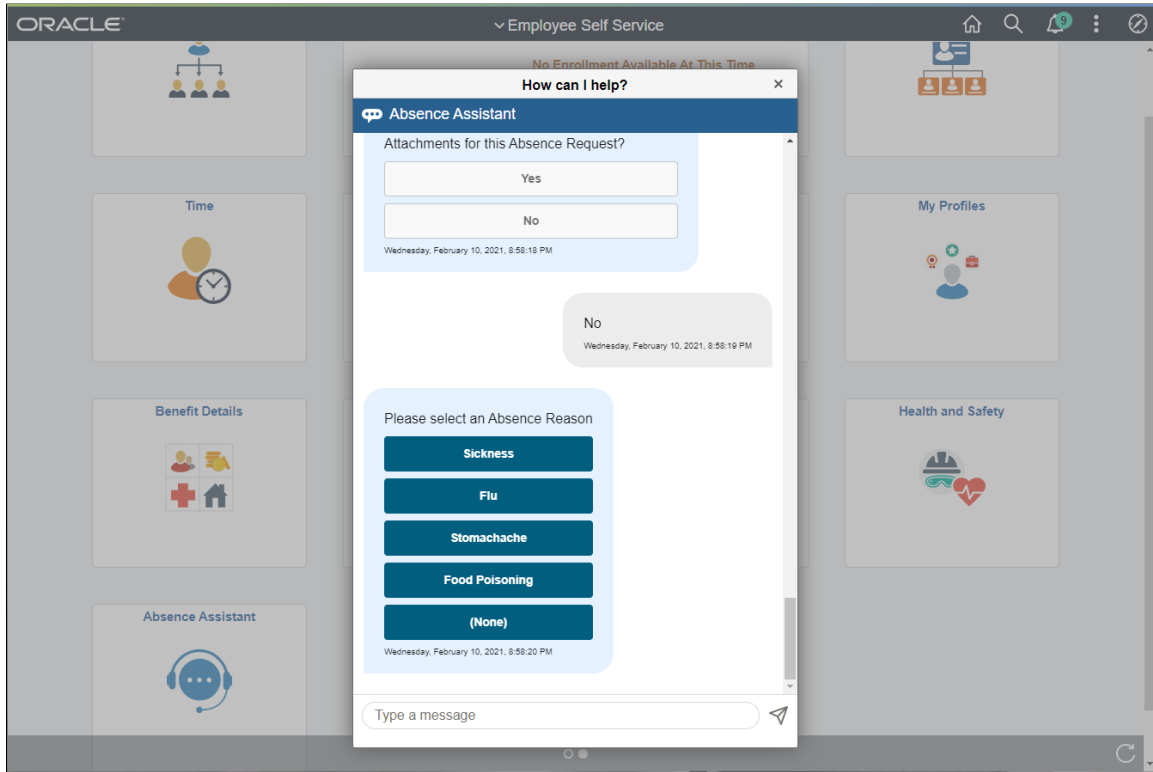 ORACLE
Employee Self Service
9
No Enrollment Available At This Time
How can I help?
×
Absence Assistant
Attachments for this Absence Request?
Yes
No
Wednesday, February 10, 2021, 8:58:18 PM
No
Wednesday, February 10, 2021, 8:58:19 PM
Please select an Absence Reason
Sickness
Flu
Stomachache
Food Poisoning
(None)
Wednesday, February 10, 2021, 8:58:20 PM
Type a message
Time
My Profiles
Benefit Details
Health and Safety
Absence Assistant